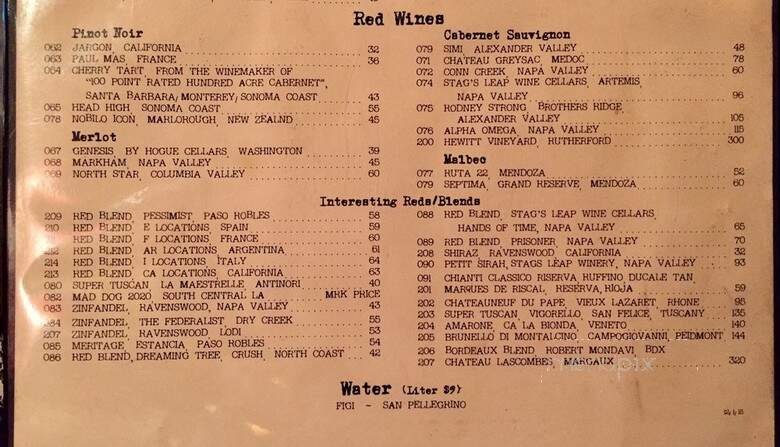 Red Wines
Pinot Noir
062 JARGON, CALIFORNIA 32
063 PAUL MAS, FRANCE 36
064 CHERRY TART, FROM THE WINEMAKER OF
"100 POINT RATED HUNDRED ACRE CABERNET",
SANTA BARBARA/MONTEREY/SONOMA COAST 43
065 HEAD HIGH, SONOMA COAST 55
078 NOBILO ICON, MARLOROUGH, NEW ZEALND 45
Merlot
067 GENESIS BY HOGUE CELLARS, WASHINGTON 39
068 MARKHAM, NAPA VALLEY 45
069 NORTH STAR, COLUMBIA VALLEY 60
Cabernet Sauvignon
079 SIMI, ALEXANDER VALLEY 48
071 CHATEAU GREYSAC, MEDOC 78
072 CONN CREEK, NAPA VALLEY 60
074 STAG'S LEAP WINE CELLARS, ARTEMIS,
NAPA VALLEY 96
075 RODNEY STRONG, BROTHERS RIDGE,
ALEXANDER VALLEY 105
076 ALPHA OMEGA, NAPA VALLEY 115
200 HEWITT VINEYARD, RUTHERFORD 300
Malbec
077 RUTA 22, MENDOZA 52
079 SEPTIMA, GRAND RESERVE, MENDOZA 60
Interesting Reds/Blends
209 RED BLEND, PESSIMIST, PASO ROBLES 58
210 RED BLEND, E LOCATIONS, SPAIN 59
RED BLEND, F LOCATIONS, FRANCE 60
212 RED BLEND, AR LOCATIONS, ARGENTINA 61
214 RED BLEND, I LOCATIONS, ITALY 64
213 RED BLEND, CA LOCATIONS, CALIFORNIA 63
080 SUPER TUSCAN, LA MAESTRELLE, ANTINORI 40
082 MAD DOG 2020, SOUTH CENTRAL LA MRK PRICE
083 ZINFANDEL, RAVENSWOOD, NAPA VALLEY 43
084 ZINFANDEL, THE FEDERALIST, DRY CREEK 55
207 ZINFANDEL, RAVENSWOOD, LODI 53
085 MERITAGE, ESTANCIA, PASO ROBLES 54
086 RED BLEND, DREAMING TREE, CRUSH, NORTH COAST 42
088 RED BLEND, STAG'S LEAP WINE CELLARS,
HANDS OF TIME, NAPA VALLEY 65
089 RED BLEND, PRISONER, NAPA VALLEY 70
208 SHIRAZ, RAVENSWOOD, CALIFORNIA 32
090 PETIT SIRAH, STAGS LEAP WINERY, NAPA VALLEY 93
091 CHIANTI CLASSICO RISERVA, RUFFINO DUCALE TAN
201 MARQUES DE RISCAL, RESERVA, RIOJA 59
202 CHATEAUNEUF DU PAPE, VIEUX LAZARET, RHONE 95
203 SUPER TUSCAN, VIGORELLO, SAN FELICE, TUSCANY 135
204 AMARONE, CA LA BIONDA, VENETO 140
205 BRUNELLO DI MONTALCINO, CAMPOGIOVANNI, PEIDMONT 144
206 BORDEAUX BLEND, ROBERT MONDAVI, BDX
207 CHATEAU LASCOMBES, MARGAUX 320
Water (Liter $9)
FIGI - SAN PELLEGRINO